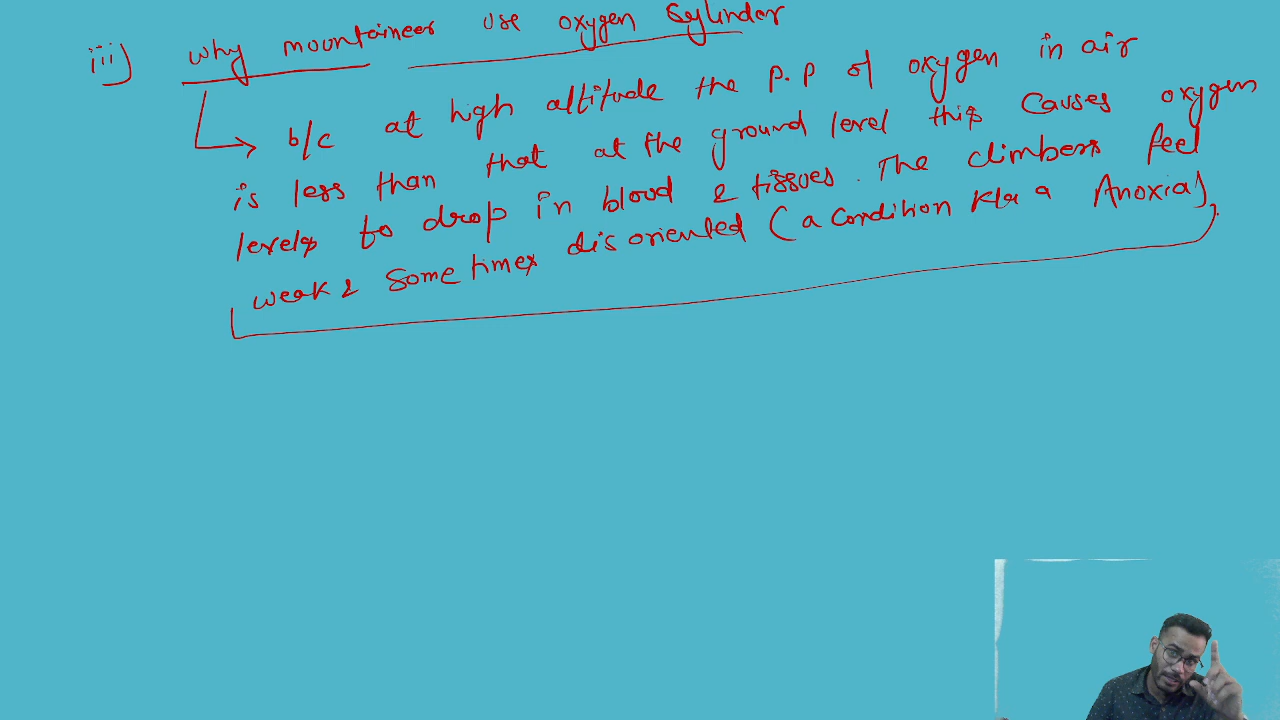 iii) why mountaineer use oxygen cylinder
b/c at high altitude the p.p of oxygen in air
is less than that at the ground level this causes oxygen
levels to drop in blood & tissues. The climbers feel
weak & sometimes disoriented (a condition k/a a Anoxia).